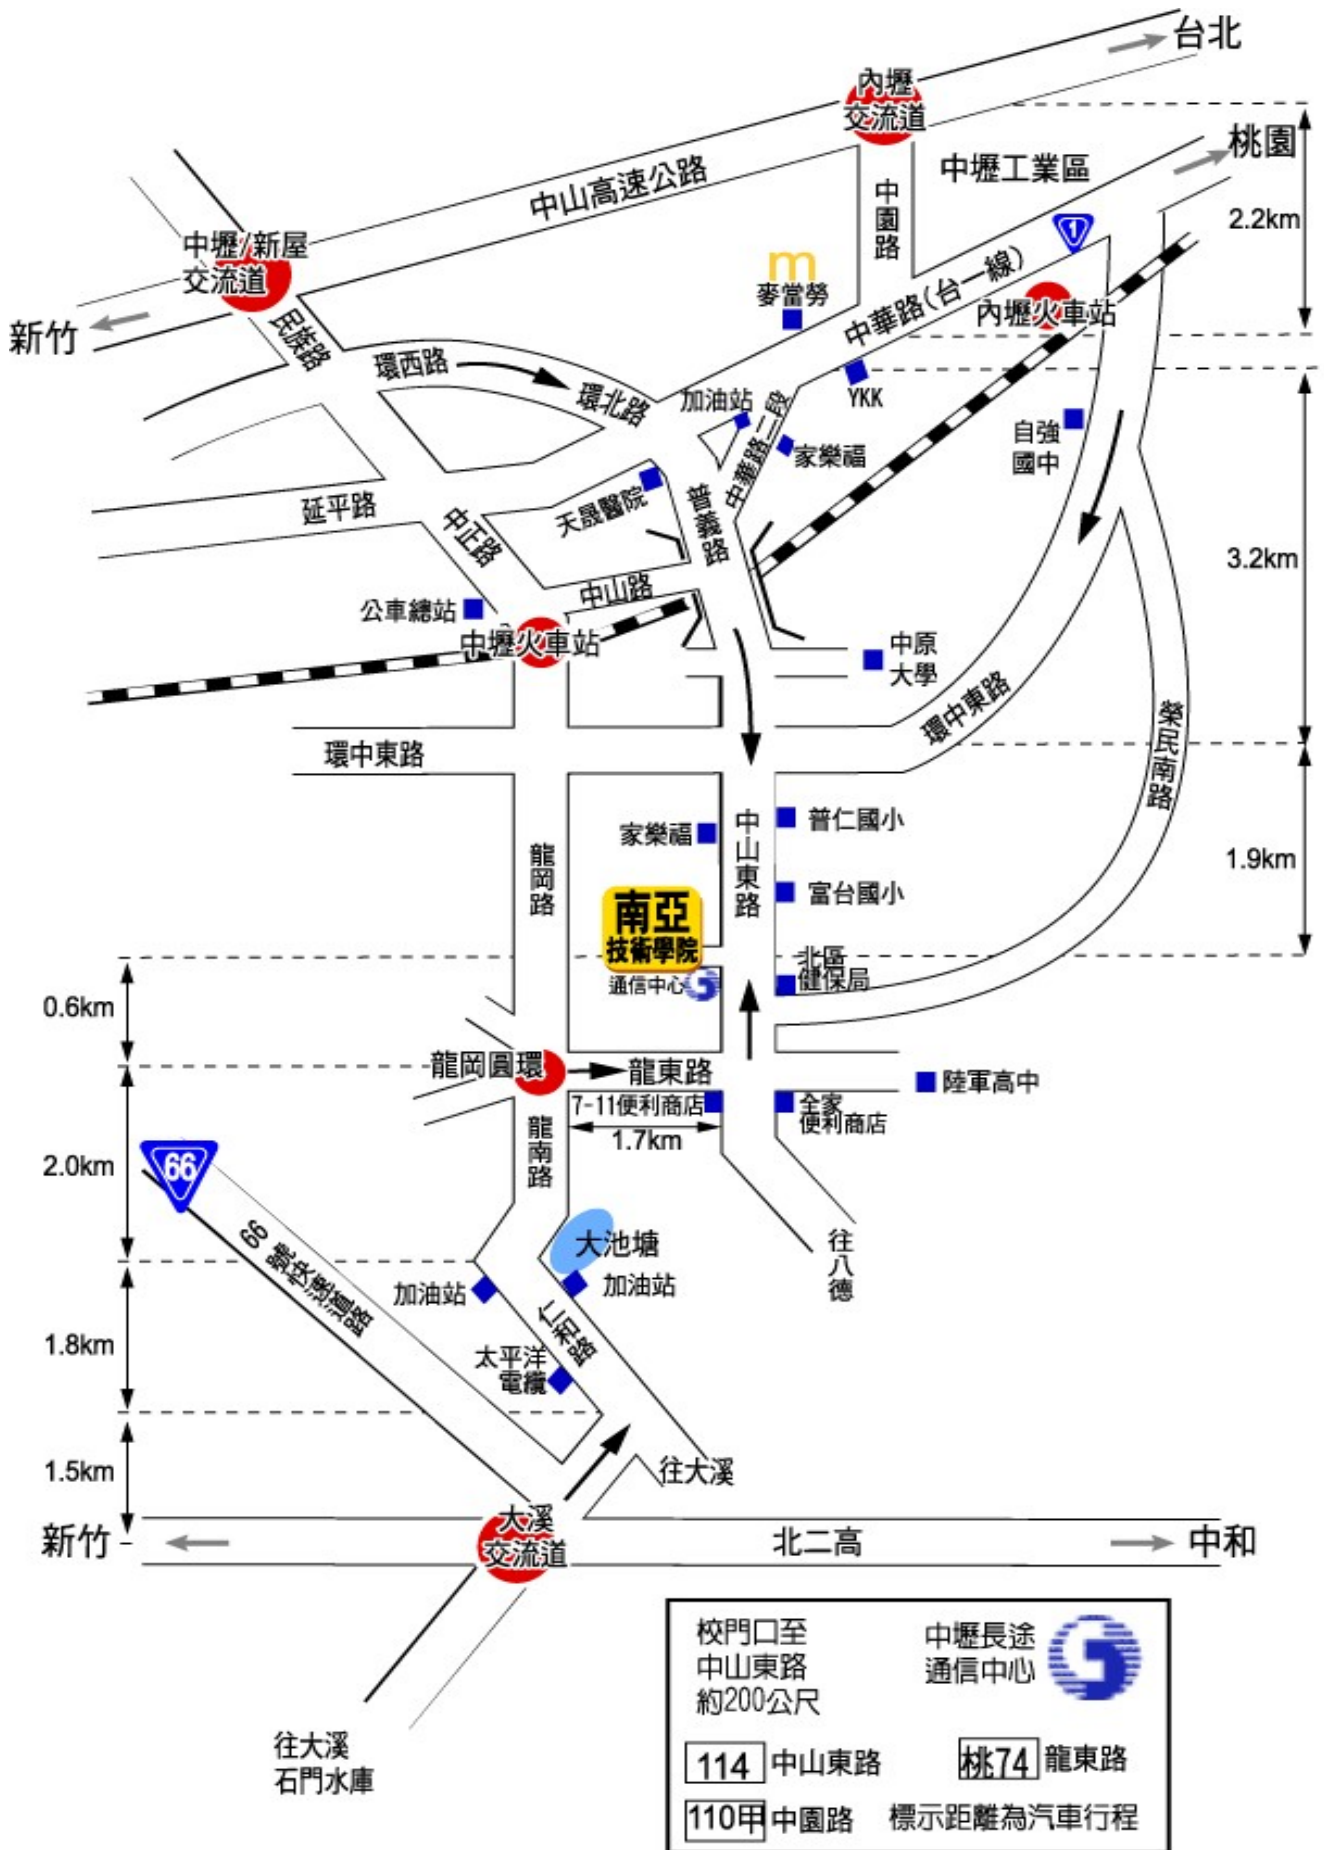 台北
內壢
交流道
桃園
中壢工業區
中山高速公路
中園路
2.2km
1
中壢/新屋
交流道
m
麥當勞
中華路(台一線)
內壢火車站
新竹
民族路
環西路
環北路
加油站
YKK
中華路二段
家樂福
自強
國中
延平路
天晟醫院
普義路
中正路
3.2km
中山路
公車總站
中壢火車站
中原
大學
環中東路
環中東路
榮民南路
家樂福
中山東路
普仁國小
1.9km
龍岡路
南亞
技術學院
富台國小
北區
健保局
通信中心
0.6km
龍岡圓環
龍東路
陸軍高中
7-11便利商店
全家
便利商店
1.7km
龍南路
2.0km
66
66號快速道路
大池塘
往八德
加油站
加油站
仁和路
1.8km
太平洋
電纜
1.5km
往大溪
新竹
大溪
交流道
北二高
中和
往大溪
石門水庫
校門口至
中山東路
約200公尺
中壢長途
通信中心
114 中山東路
桃74 龍東路
110甲 中園路
標示距離為汽車行程